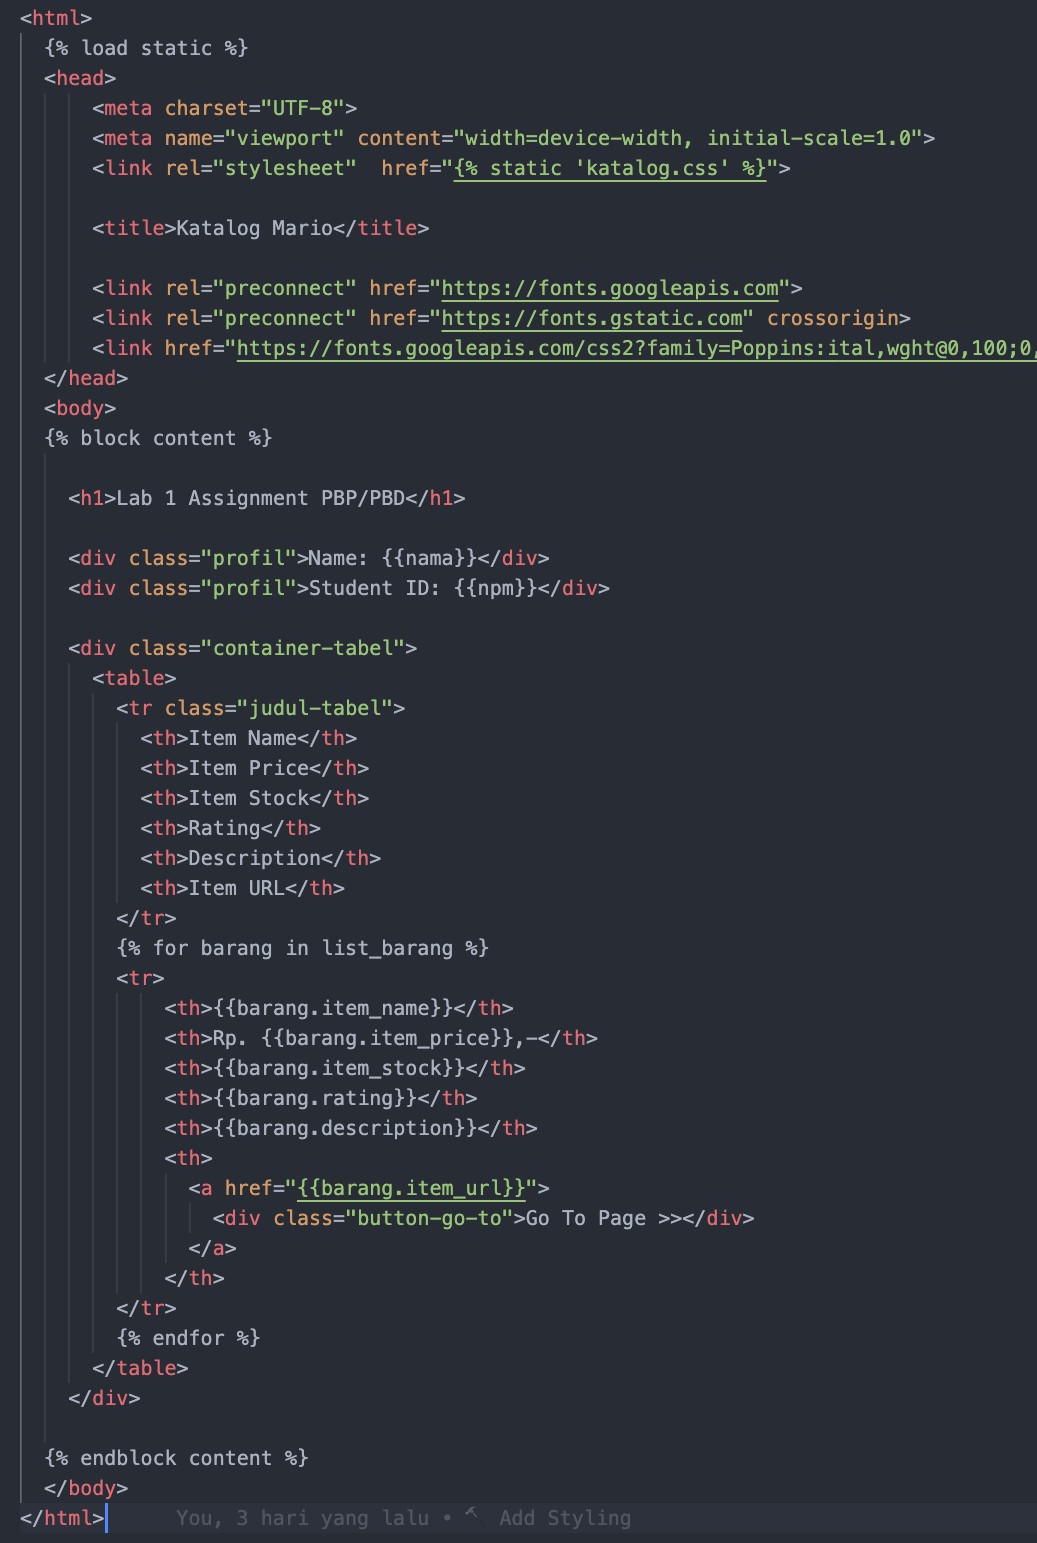 <html>
{% load static %}
<head>
<meta charset="UTF-8">
<meta name="viewport" content="width=device-width, initial-scale=1.0">
<link rel="stylesheet"  href="{% static 'katalog.css' %}">
<title>Katalog Mario</title>
<link rel="preconnect" href="https://fonts.googleapis.com">
<link rel="preconnect" href="https://fonts.gstatic.com" crossorigin>
<link href="https://fonts.googleapis.com/css2?family=Poppins:ital,wght@0,100;0,
</head>
<body>
{% block content %}
<h1>Lab 1 Assignment PBP/PBD</h1>
<div class="profil">Name: {{nama}}</div>
<div class="profil">Student ID: {{npm}}</div>
<div class="container-tabel">
<table>
<tr class="judul-tabel">
<th>Item Name</th>
<th>Item Price</th>
<th>Item Stock</th>
<th>Rating</th>
<th>Description</th>
<th>Item URL</th>
</tr>
{% for barang in list_barang %}
<tr>
<th>{{barang.item_name}}</th>
<th>Rp. {{barang.item_price}},-</th>
<th>{{barang.item_stock}}</th>
<th>{{barang.rating}}</th>
<th>{{barang.description}}</th>
<th>
<a href="{{barang.item_url}}">
<div class="button-go-to">Go To Page >></div>
</a>
</th>
</tr>
{% endfor %}
</table>
</div>
{% endblock content %}
</body>
</html> You, 3 hari yang lalu • Add Styling